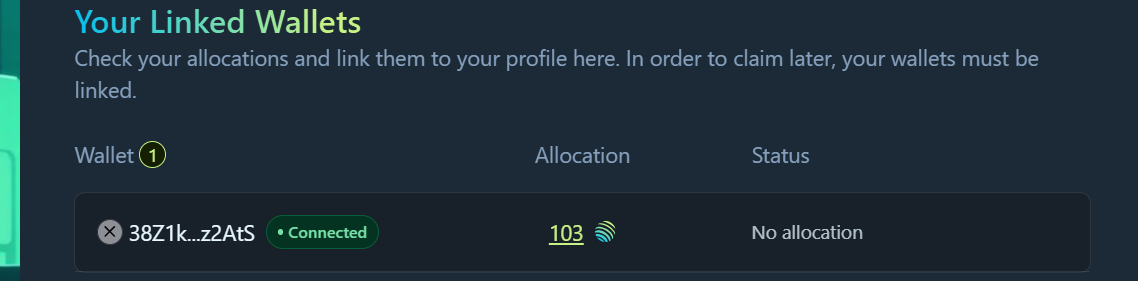 Your Linked Wallets
Check your allocations and link them to your profile here. In order to claim later, your wallets must be
linked.
Wallet 1 Allocation Status
38Z1k...z2AtS Connected 103 No allocation